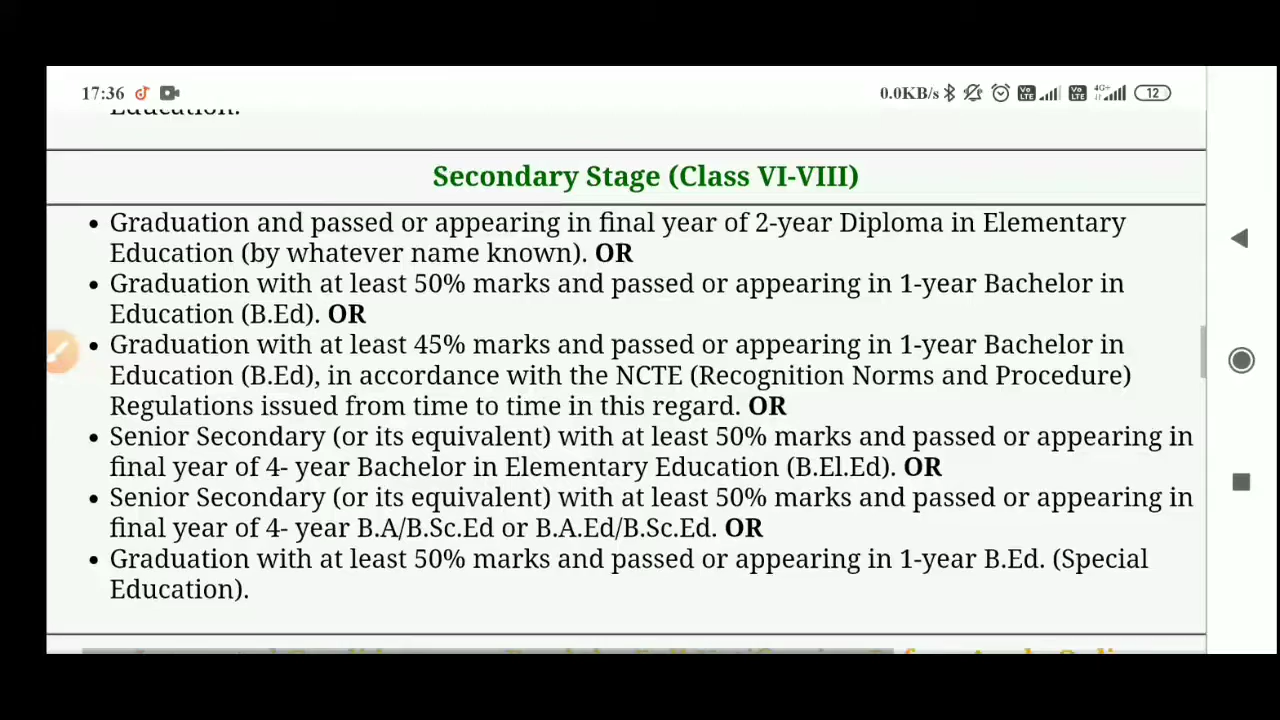 17:36
0.0KB/s Vo LTE Vo LTE 4G+ 12
Education.
Secondary Stage (Class VI-VIII)
• Graduation and passed or appearing in final year of 2-year Diploma in Elementary
Education (by whatever name known). OR
• Graduation with at least 50% marks and passed or appearing in 1-year Bachelor in
Education (B.Ed). OR
• Graduation with at least 45% marks and passed or appearing in 1-year Bachelor in
Education (B.Ed), in accordance with the NCTE (Recognition Norms and Procedure)
Regulations issued from time to time in this regard. OR
• Senior Secondary (or its equivalent) with at least 50% marks and passed or appearing in
final year of 4- year Bachelor in Elementary Education (B.El.Ed). OR
• Senior Secondary (or its equivalent) with at least 50% marks and passed or appearing in
final year of 4- year B.A/B.Sc.Ed or B.A.Ed/B.Sc.Ed. OR
• Graduation with at least 50% marks and passed or appearing in 1-year B.Ed. (Special
Education).